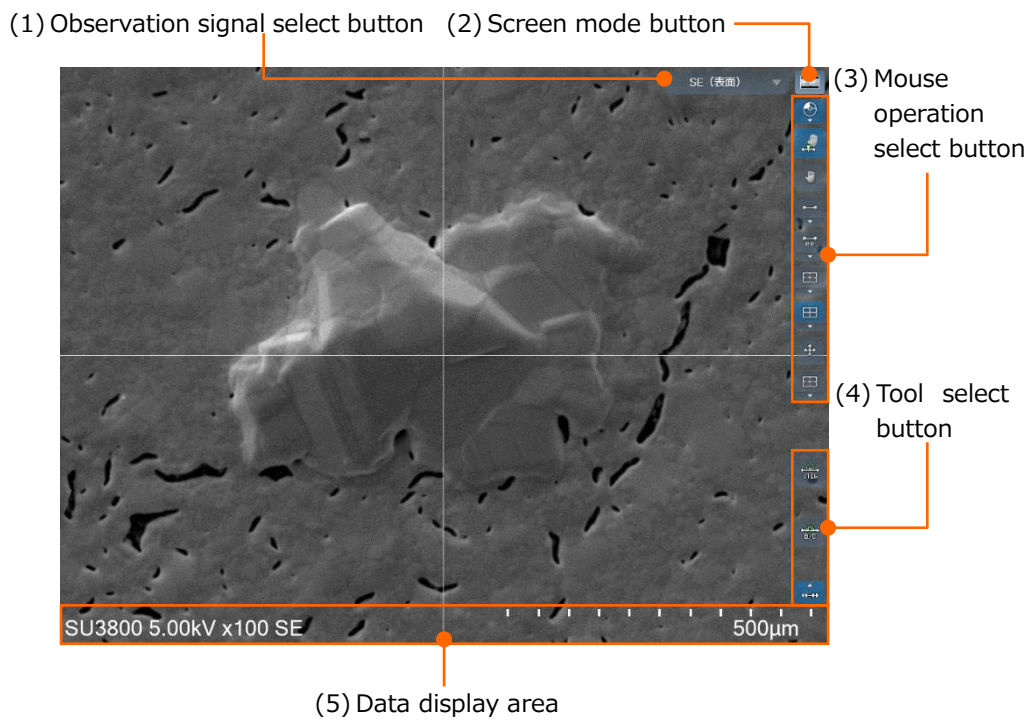 (1) Observation signal select button
(2) Screen mode button
SE（表面）
(3) Mouse
operation
select button
(4) Tool select
button
SU3800 5.00kV x100 SE
500µm
(5) Data display area